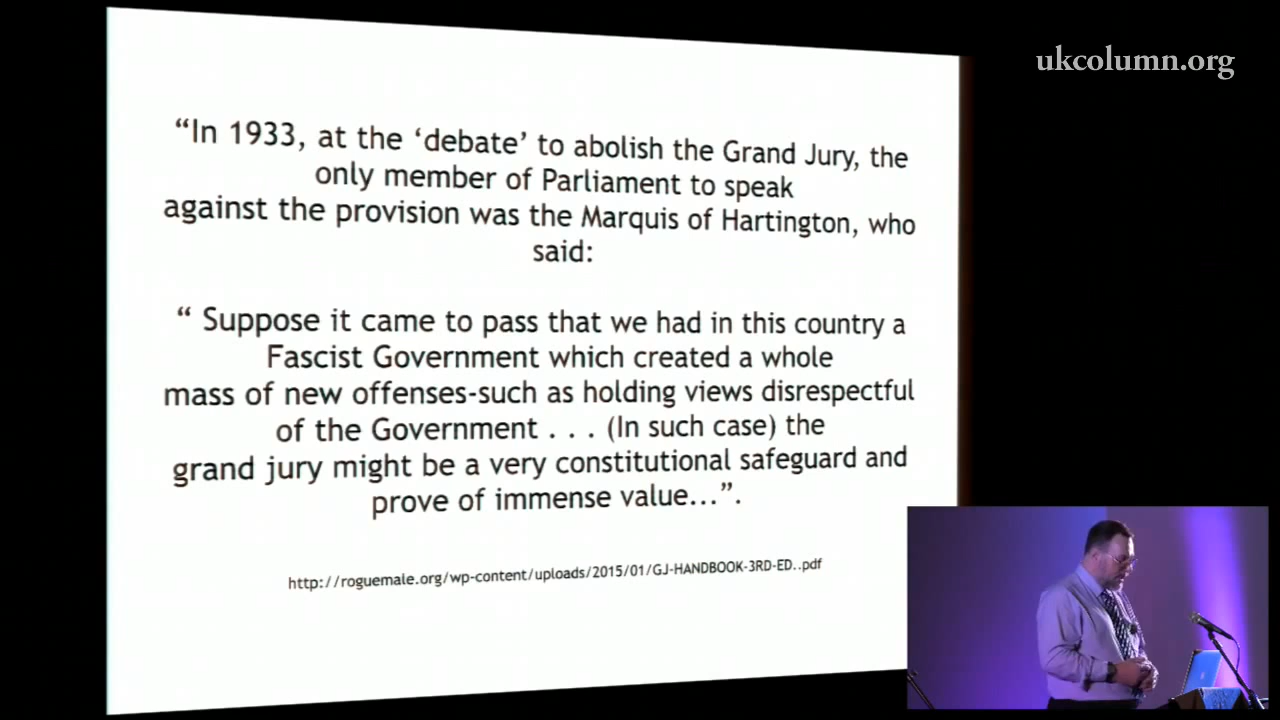 ukcolumn.org
“In 1933, at the ‘debate’ to abolish the Grand Jury, the
only member of Parliament to speak
against the provision was the Marquis of Hartington, who
said:
“ Suppose it came to pass that we had in this country a
Fascist Government which created a whole
mass of new offenses-such as holding views disrespectful
of the Government . . . (In such case) the
grand jury might be a very constitutional safeguard and
prove of immense value...”.
http://roguemale.org/wp-content/uploads/2015/01/GJ-HANDBOOK-3RD-ED..pdf